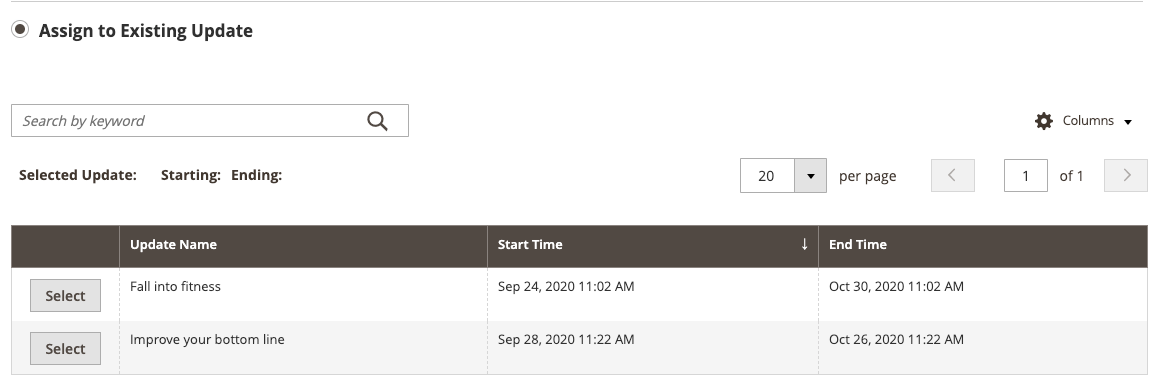 Assign to Existing Update
Search by keyword
Columns
Selected Update: Starting: Ending:
20 per page 1 of 1
Update Name Start Time ↓ End Time
Select Fall into fitness Sep 24, 2020 11:02 AM Oct 30, 2020 11:02 AM
Select Improve your bottom line Sep 28, 2020 11:22 AM Oct 26, 2020 11:22 AM